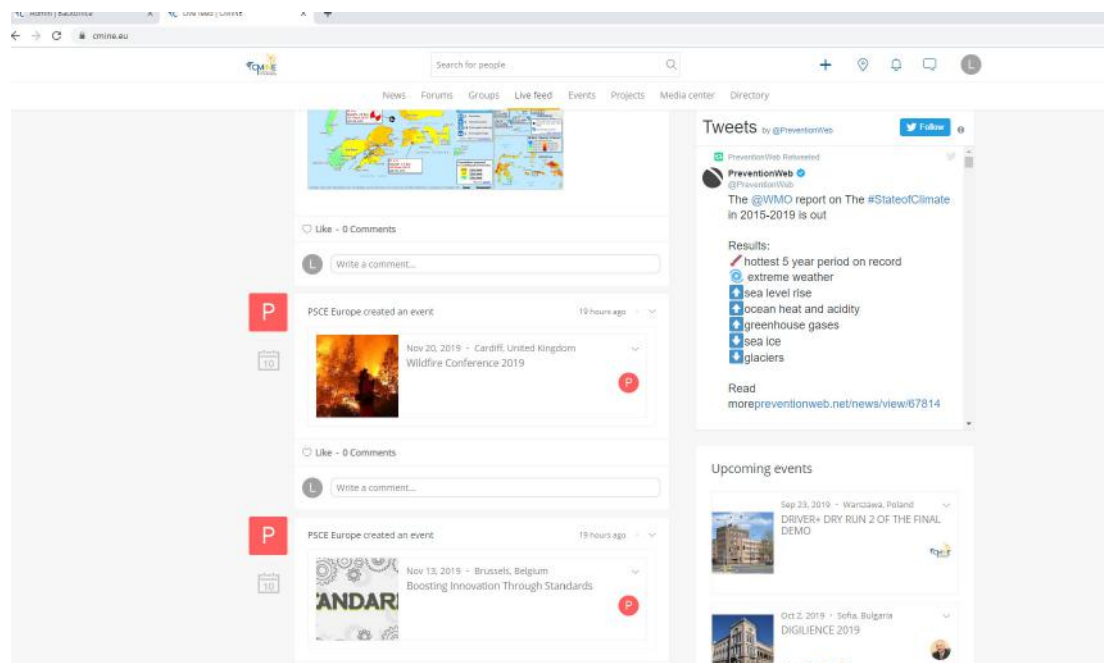 Live feed | CMINE
cmine.eu
Search for people
L
News Forums Groups Live feed Events Projects Media center Directory
Like - 0 Comments
L
Write a comment...
P
PSCE Europe created an event
19 hours ago
10
Nov 20, 2019 - Cardiff, United Kingdom
Wildfire Conference 2019
P
Like - 0 Comments
L
Write a comment...
P
PSCE Europe created an event
19 hours ago
10
Nov 13, 2019 - Brussels, Belgium
Boosting Innovation Through Standards
P
Tweets by @PreventionWeb
Follow
PreventionWeb Retweeted
PreventionWeb
@PreventionWeb
The @WMO report on The #StateofClimate
in 2015-2019 is out
Results:
hottest 5 year period on record
extreme weather
sea level rise
ocean heat and acidity
greenhouse gases
sea ice
glaciers
Read
morepreventionweb.net/news/view/67814
Upcoming events
Sep 23, 2019 - Warszawa, Poland
DRIVER+ DRY RUN 2 OF THE FINAL
DEMO
Oct 2, 2019 - Sofia, Bulgaria
DIGILIENCE 2019